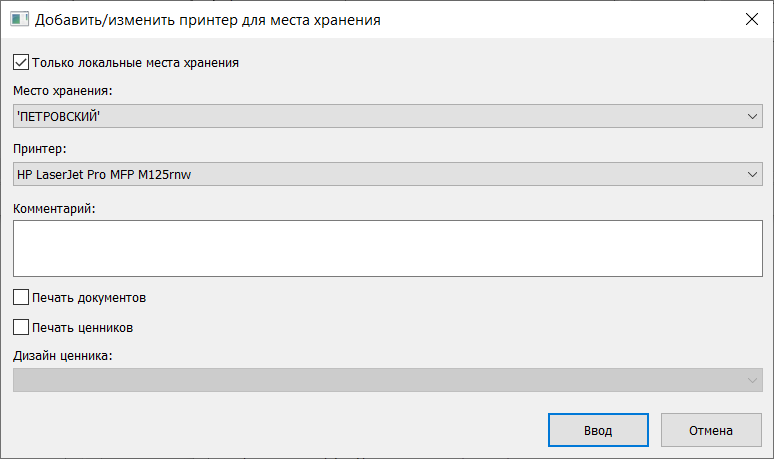 Добавить/изменить принтер для места хранения
Только локальные места хранения
Место хранения:
'ПЕТРОВСКИЙ'
Принтер:
HP LaserJet Pro MFP M125rnw
Комментарий:
Печать документов
Печать ценников
Дизайн ценника:
Ввод
Отмена